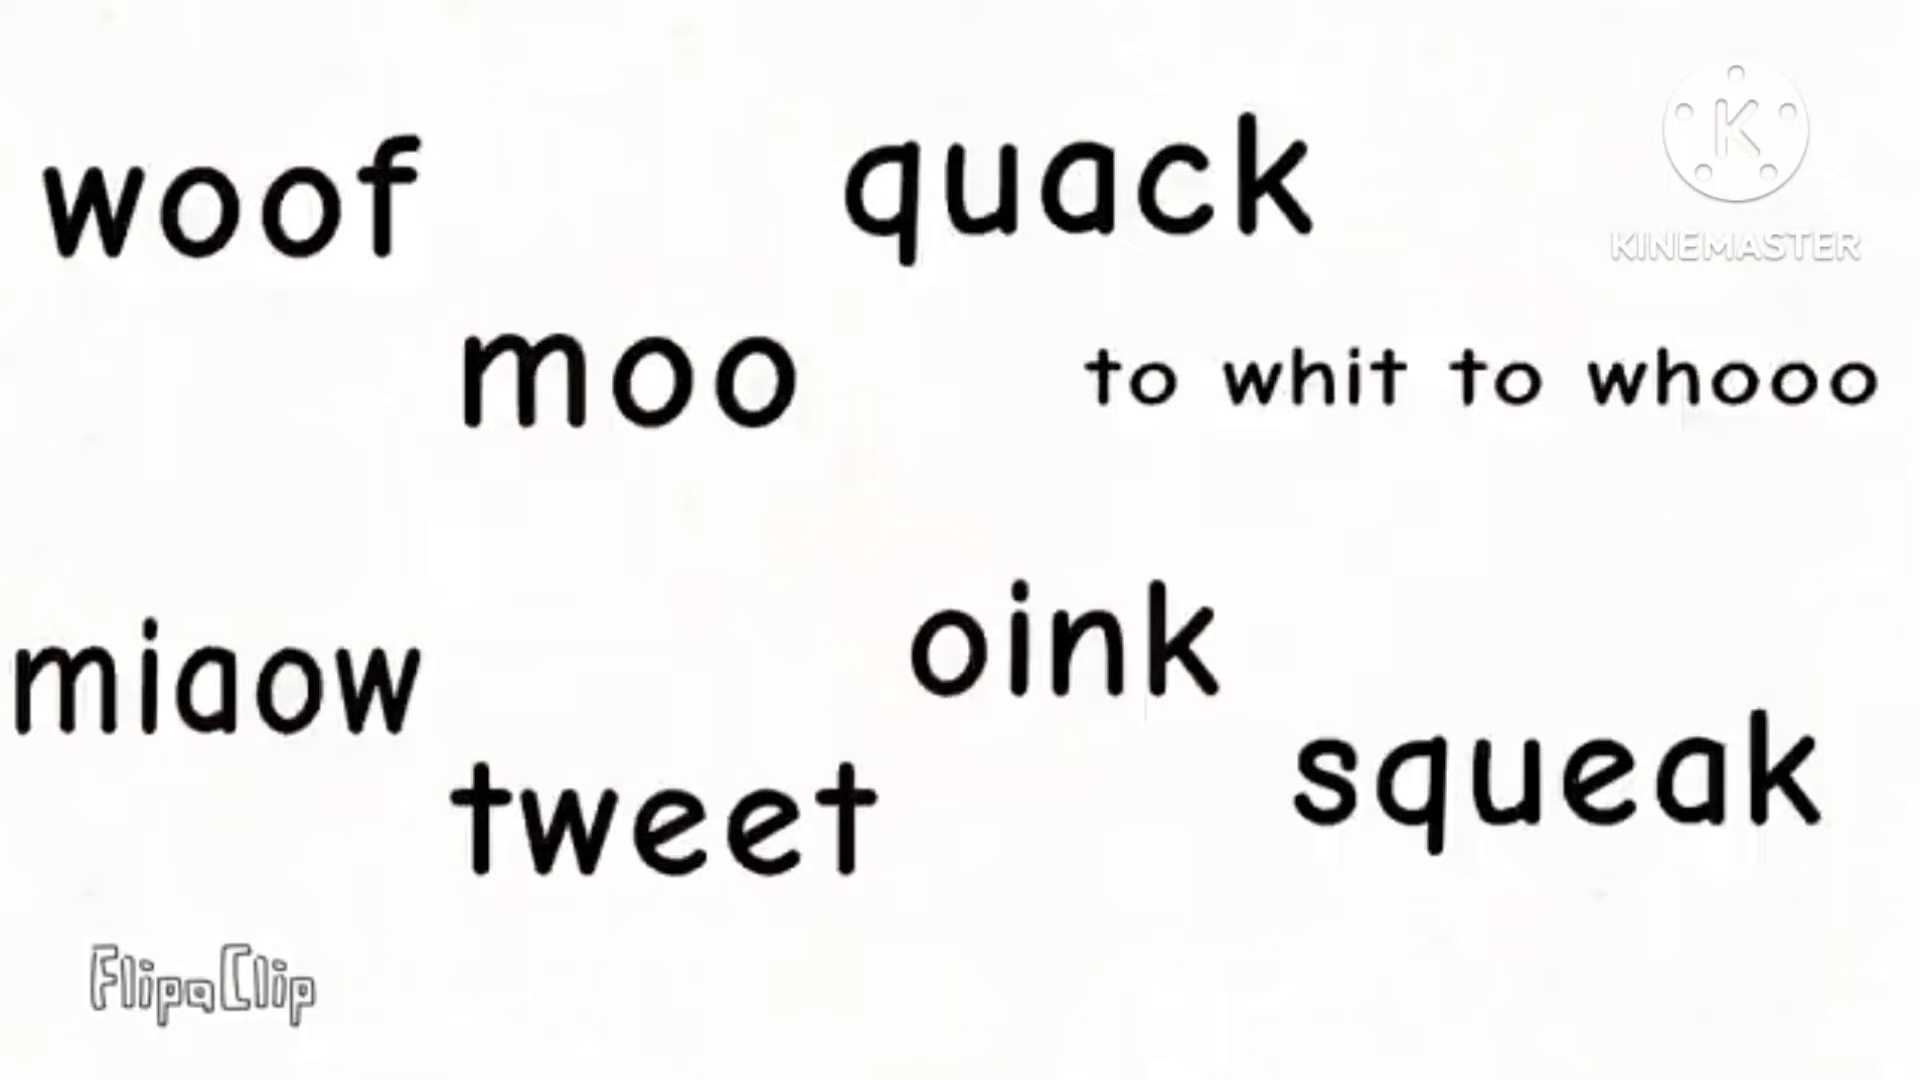 woof
quack
KINEMASTER
moo
to whit to whooo
miaow
oink
tweet
squeak
FlipaClip